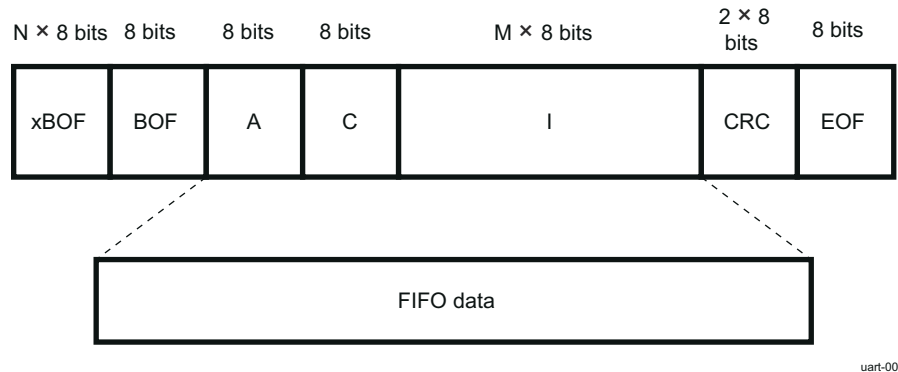 N × 8 bits 8 bits 8 bits 8 bits M × 8 bits 2 × 8 bits 8 bits
xBOF BOF A C I CRC EOF
FIFO data
uart-00